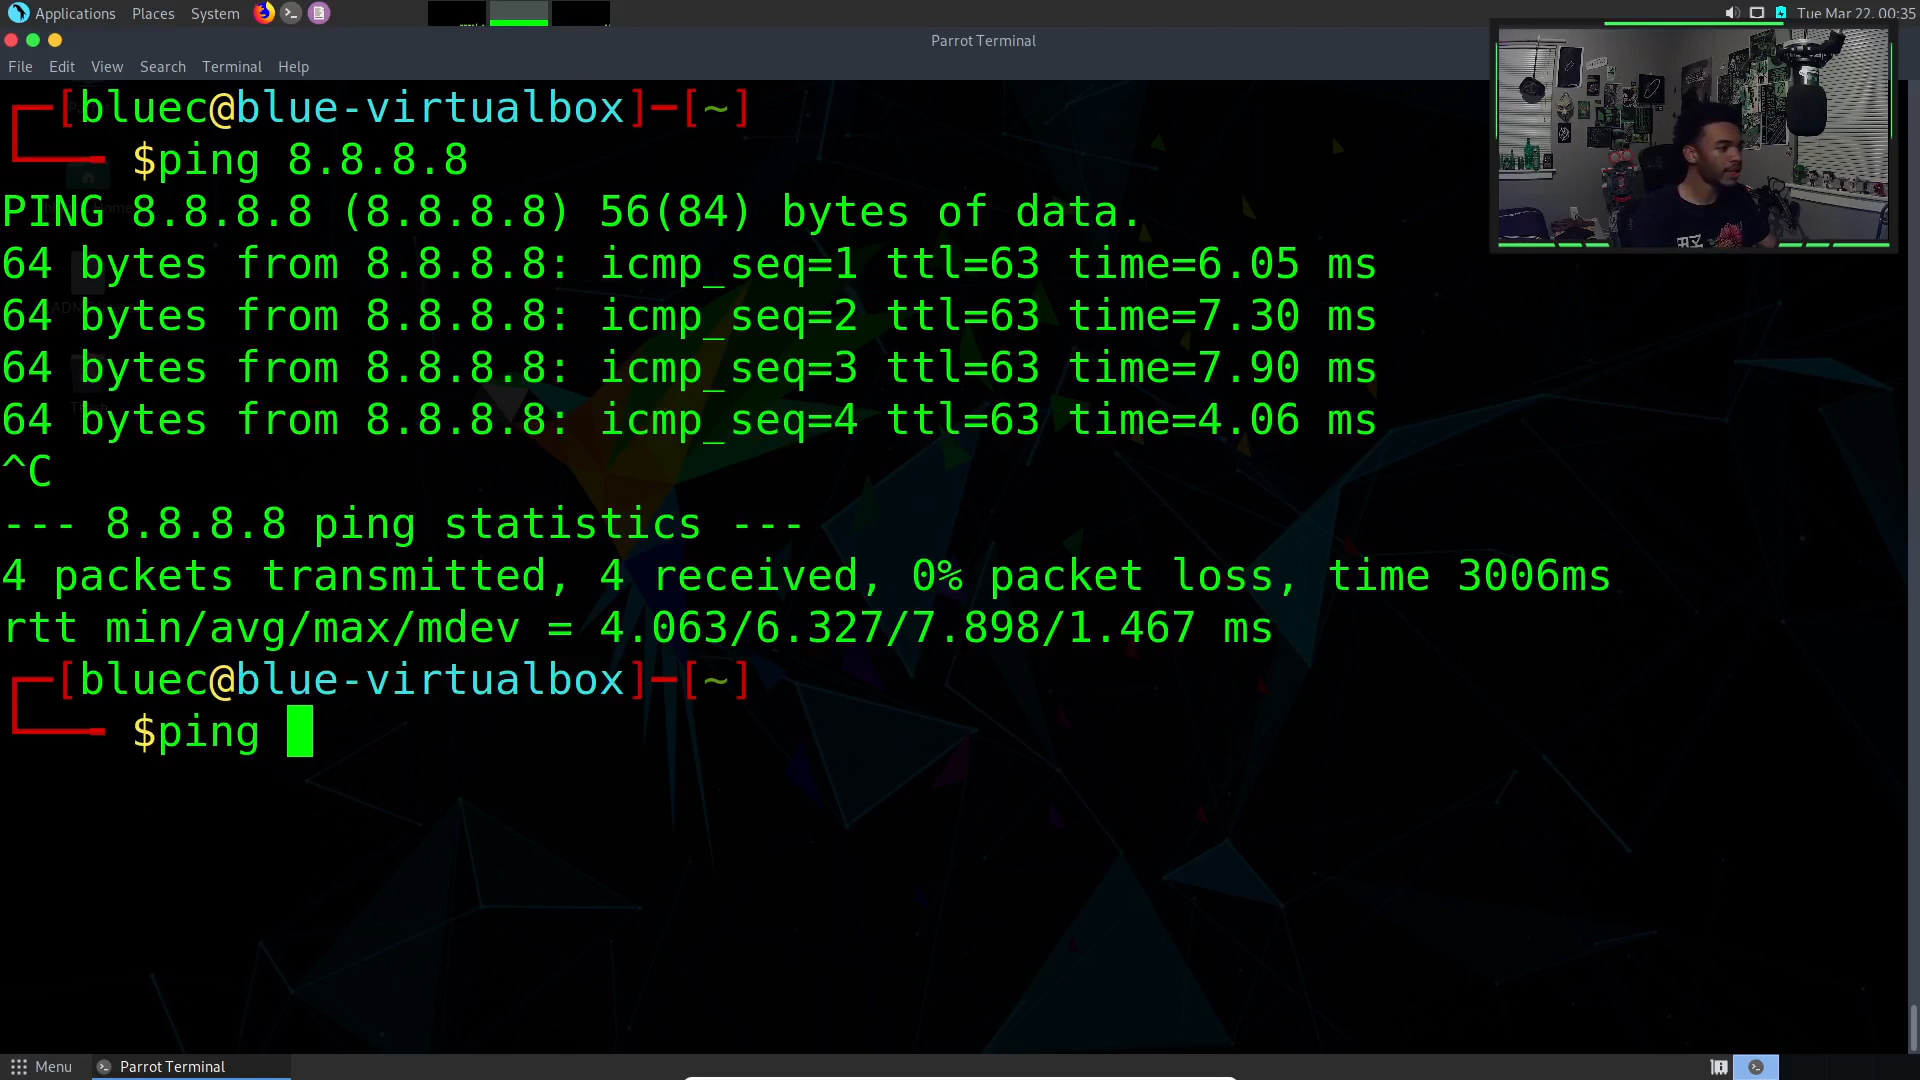 Applications Places System
Tue Mar 22, 00:35
Parrot Terminal
File Edit View Search Terminal Help
[bluec@blue-virtualbox]─[~]
$ping 8.8.8.8
PING 8.8.8.8 (8.8.8.8) 56(84) bytes of data.
64 bytes from 8.8.8.8: icmp_seq=1 ttl=63 time=6.05 ms
64 bytes from 8.8.8.8: icmp_seq=2 ttl=63 time=7.30 ms
64 bytes from 8.8.8.8: icmp_seq=3 ttl=63 time=7.90 ms
64 bytes from 8.8.8.8: icmp_seq=4 ttl=63 time=4.06 ms
^C
--- 8.8.8.8 ping statistics ---
4 packets transmitted, 4 received, 0% packet loss, time 3006ms
rtt min/avg/max/mdev = 4.063/6.327/7.898/1.467 ms
[bluec@blue-virtualbox]─[~]
$ping
Menu Parrot Terminal